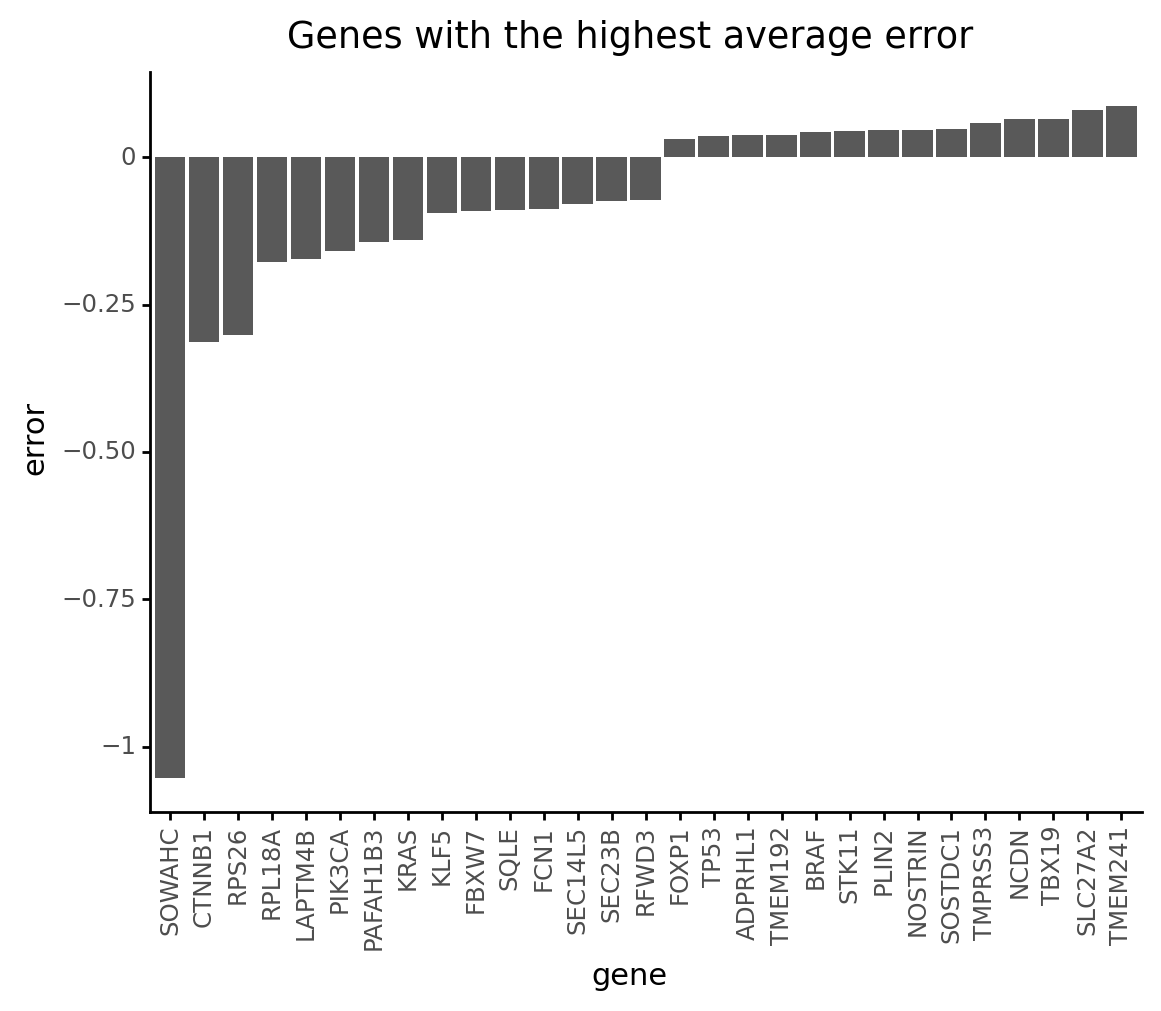 Genes with the highest average error
0
−0.25
−0.50
−0.75
−1
error
SOWAHC
CTNNB1
RPS26
RPL18A
LAPTM4B
PIK3CA
PAFAH1B3
KRAS
KLF5
FBXW7
SQLE
FCN1
SEC14L5
SEC23B
RFWD3
FOXP1
TP53
ADPRHL1
TMEM192
BRAF
STK11
PLIN2
NOSTRIN
SOSTDC1
TMPRSS3
NCDN
TBX19
SLC27A2
TMEM241
gene